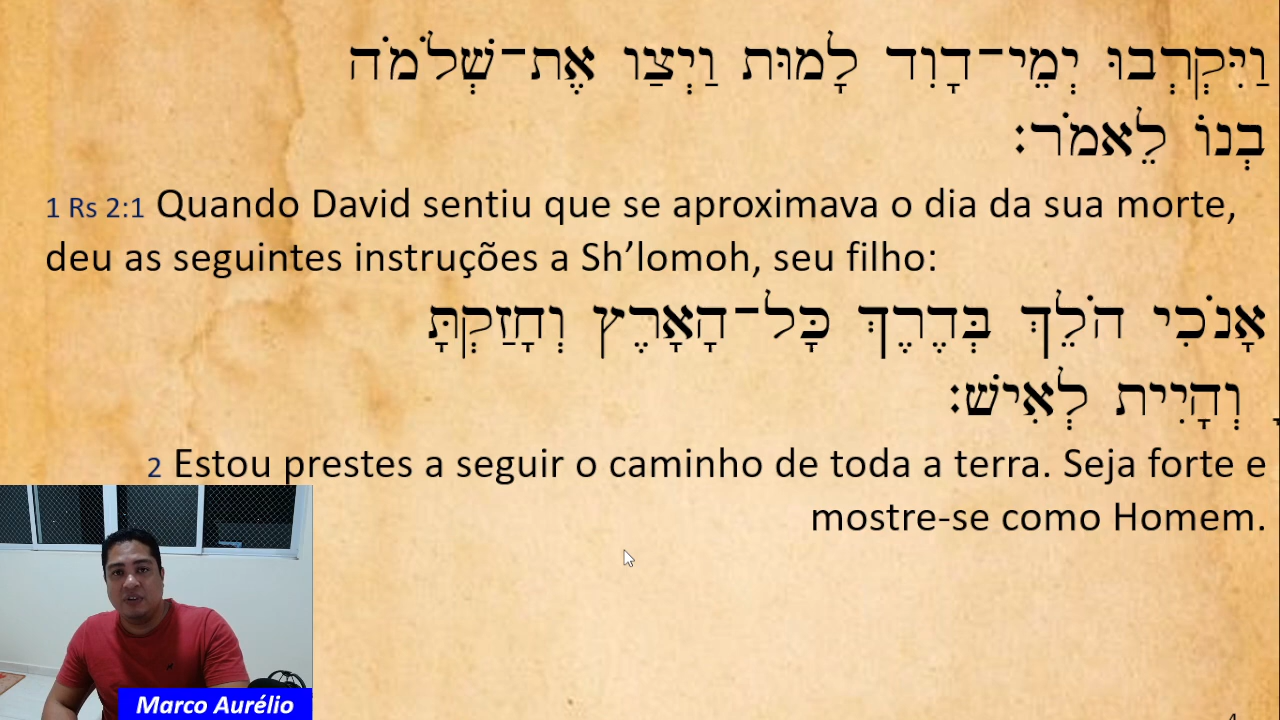 וַיִּקְרְבוּ יְמֵי־דָוִד לָמוּת וַיְצַו אֶת־שְׁלֹמֹה
בְנוֹ לֵאמֹר׃
1 Rs 2:1 Quando David sentiu que se aproximava o dia da sua morte,
deu as seguintes instruções a Sh’lomoh, seu filho:
אָנֹכִי הֹלֵךְ בְּדֶרֶךְ כָּל־הָאָרֶץ וְחָזַקְתָּ
וְהָיִיתָ לְאִישׁ׃
2 Estou prestes a seguir o caminho de toda a terra. Seja forte e
mostre-se como Homem.
Marco Aurélio